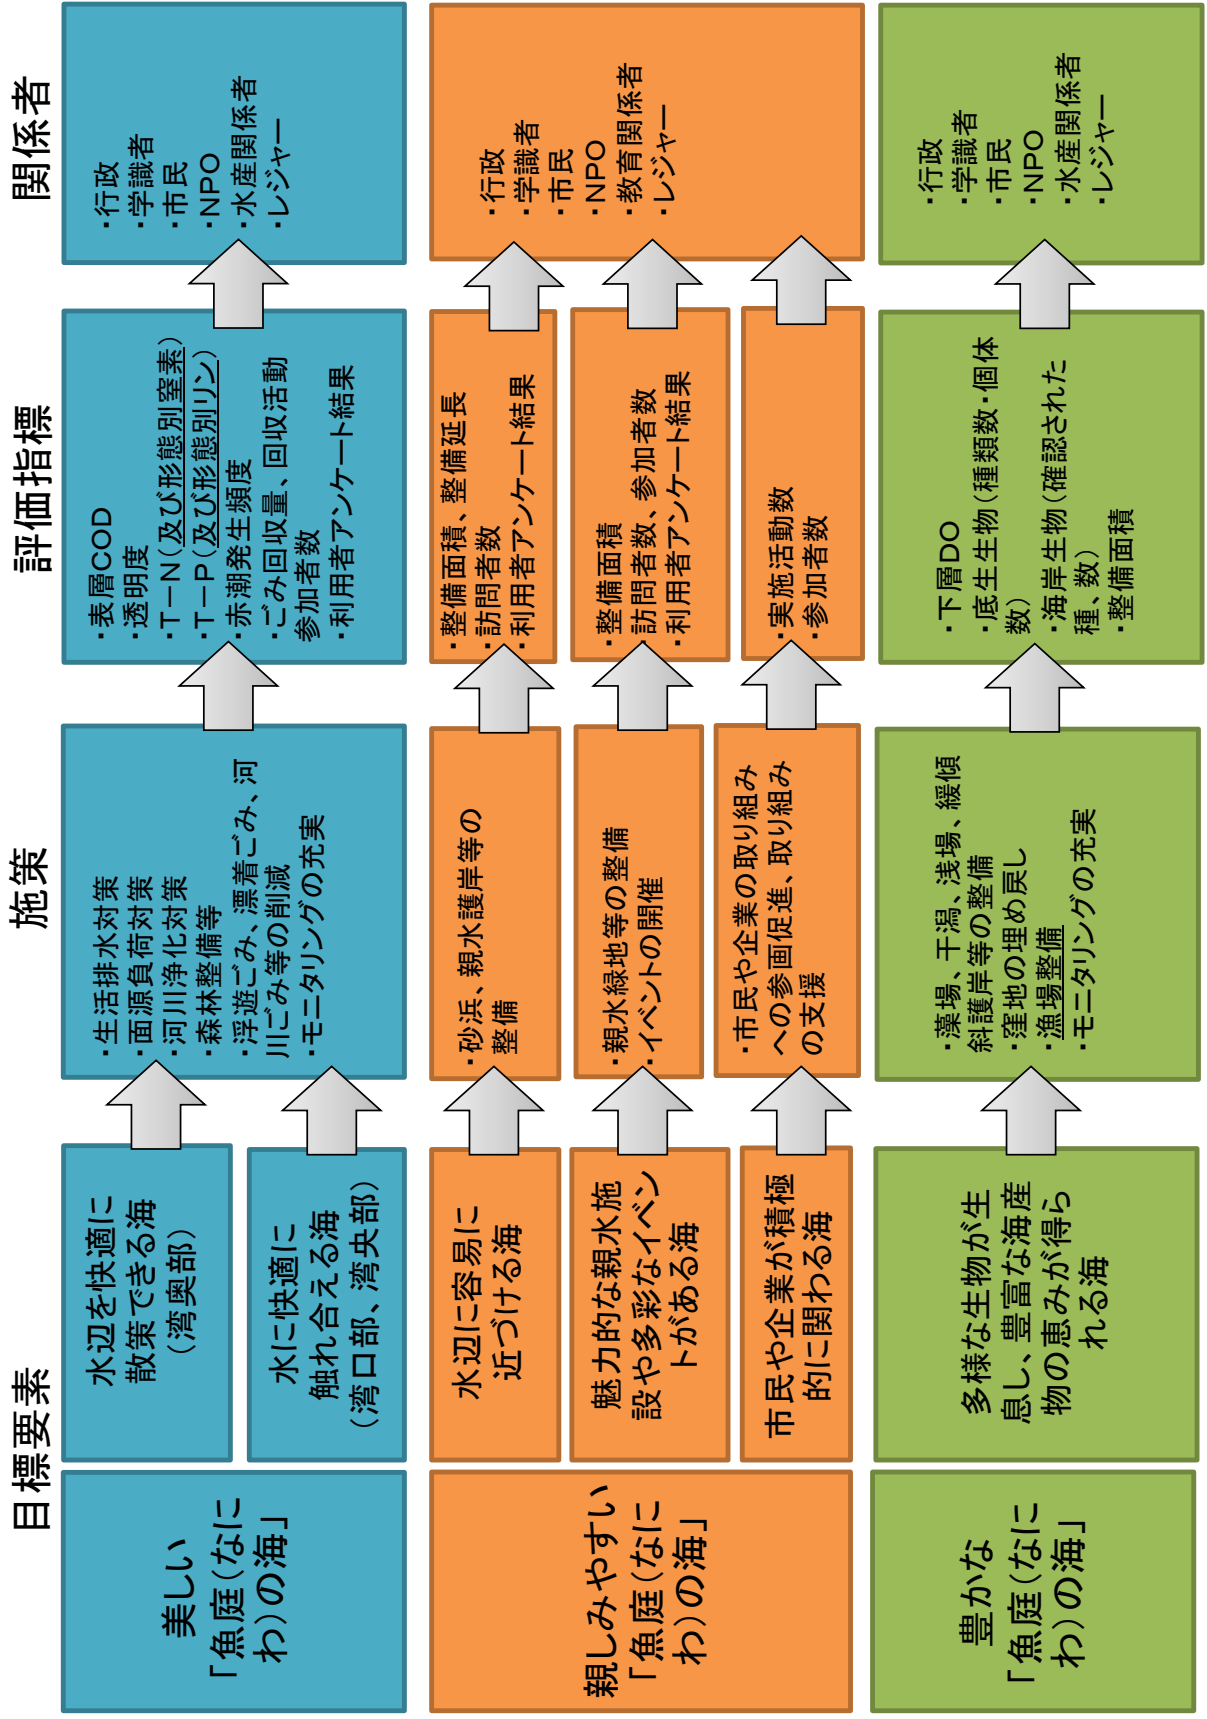 目標要素
施策
評価指標
関係者
美しい
「魚庭(なに
わ)の海」
水辺を快適に
散策できる海
(湾奥部)
水に快適に
触れ合える海
(湾口部、湾央部)
・生活排水対策
・面源負荷対策
・河川浄化対策
・森林整備等
・浮遊ごみ、漂着ごみ、河
川ごみ等の削減
・モニタリングの充実
・表層COD
・透明度
・T－N(及び形態別窒素)
・T－P(及び形態別リン)
・赤潮発生頻度
・ごみ回収量、回収活動
参加者数
・利用者アンケート結果
・行政
・学識者
・市民
・NPO
・水産関係者
・レジャー
親しみやすい
「魚庭(なに
わ)の海」
水辺に容易に
近づける海
・砂浜、親水護岸等の
整備
・整備面積、整備延長
・訪問者数
・利用者アンケート結果
魅力的な親水施
設や多彩なイベン
トがある海
・親水緑地等の整備
・イベントの開催
・整備面積
・訪問者数、参加者数
・利用者アンケート結果
市民や企業が積極
的に関わる海
・市民や企業の取り組み
への参画促進、取り組み
の支援
・実施活動数
・参加者数
・行政
・学識者
・市民
・NPO
・教育関係者
・レジャー
豊かな
「魚庭(なに
わ)の海」
多様な生物が生
息し、豊富な海産
物の恵みが得ら
れる海
・藻場、干潟、浅場、緩傾
斜護岸等の整備
・窪地の埋め戻し
・漁場整備
・モニタリングの充実
・下層DO
・底生生物(種類数・個体
数)
・海岸生物(確認された
種、数)
・整備面積
・行政
・学識者
・市民
・NPO
・水産関係者
・レジャー